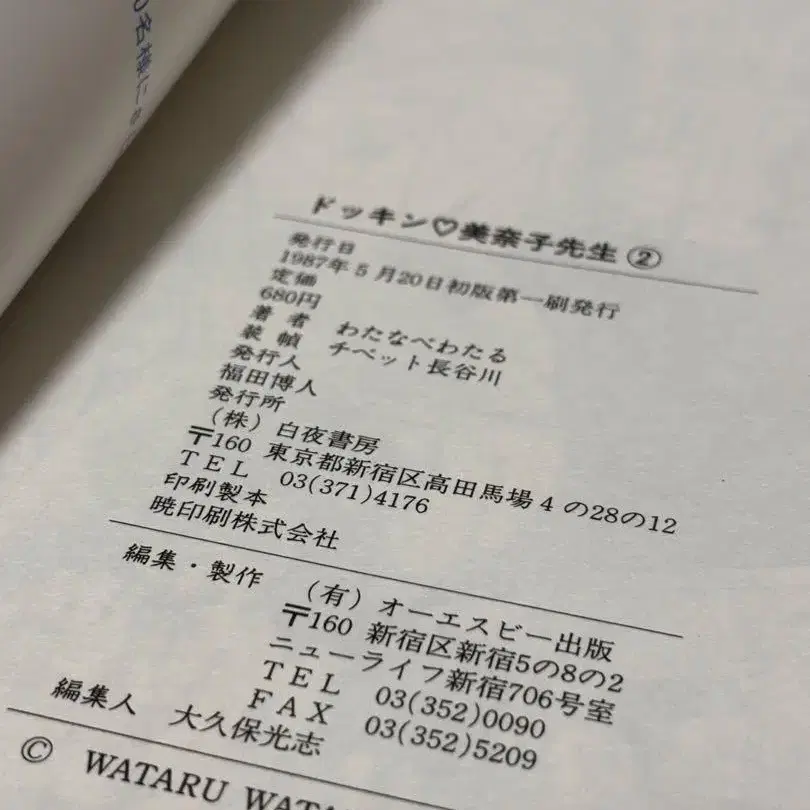 名様に
ドッキン♡美奈子先生②
発行日
1987年5月20日初版第一刷発行
定価
680円
著 者 わたなべわたる
装 幀 チベット長谷川
発行人
福田博人
発行所
(株)白夜書房
〒160 東京都新宿区高田馬場4の28の12
TEL 03(371)4176
印刷製本
暁印刷株式会社
編集・製作 (有)オーエスビー出版
〒160 新宿区新宿5の8の2
ニューライフ新宿706号室
TEL 03(352)0090
FAX 03(352)5209
編集人 大久保光志
© WATARU WATA